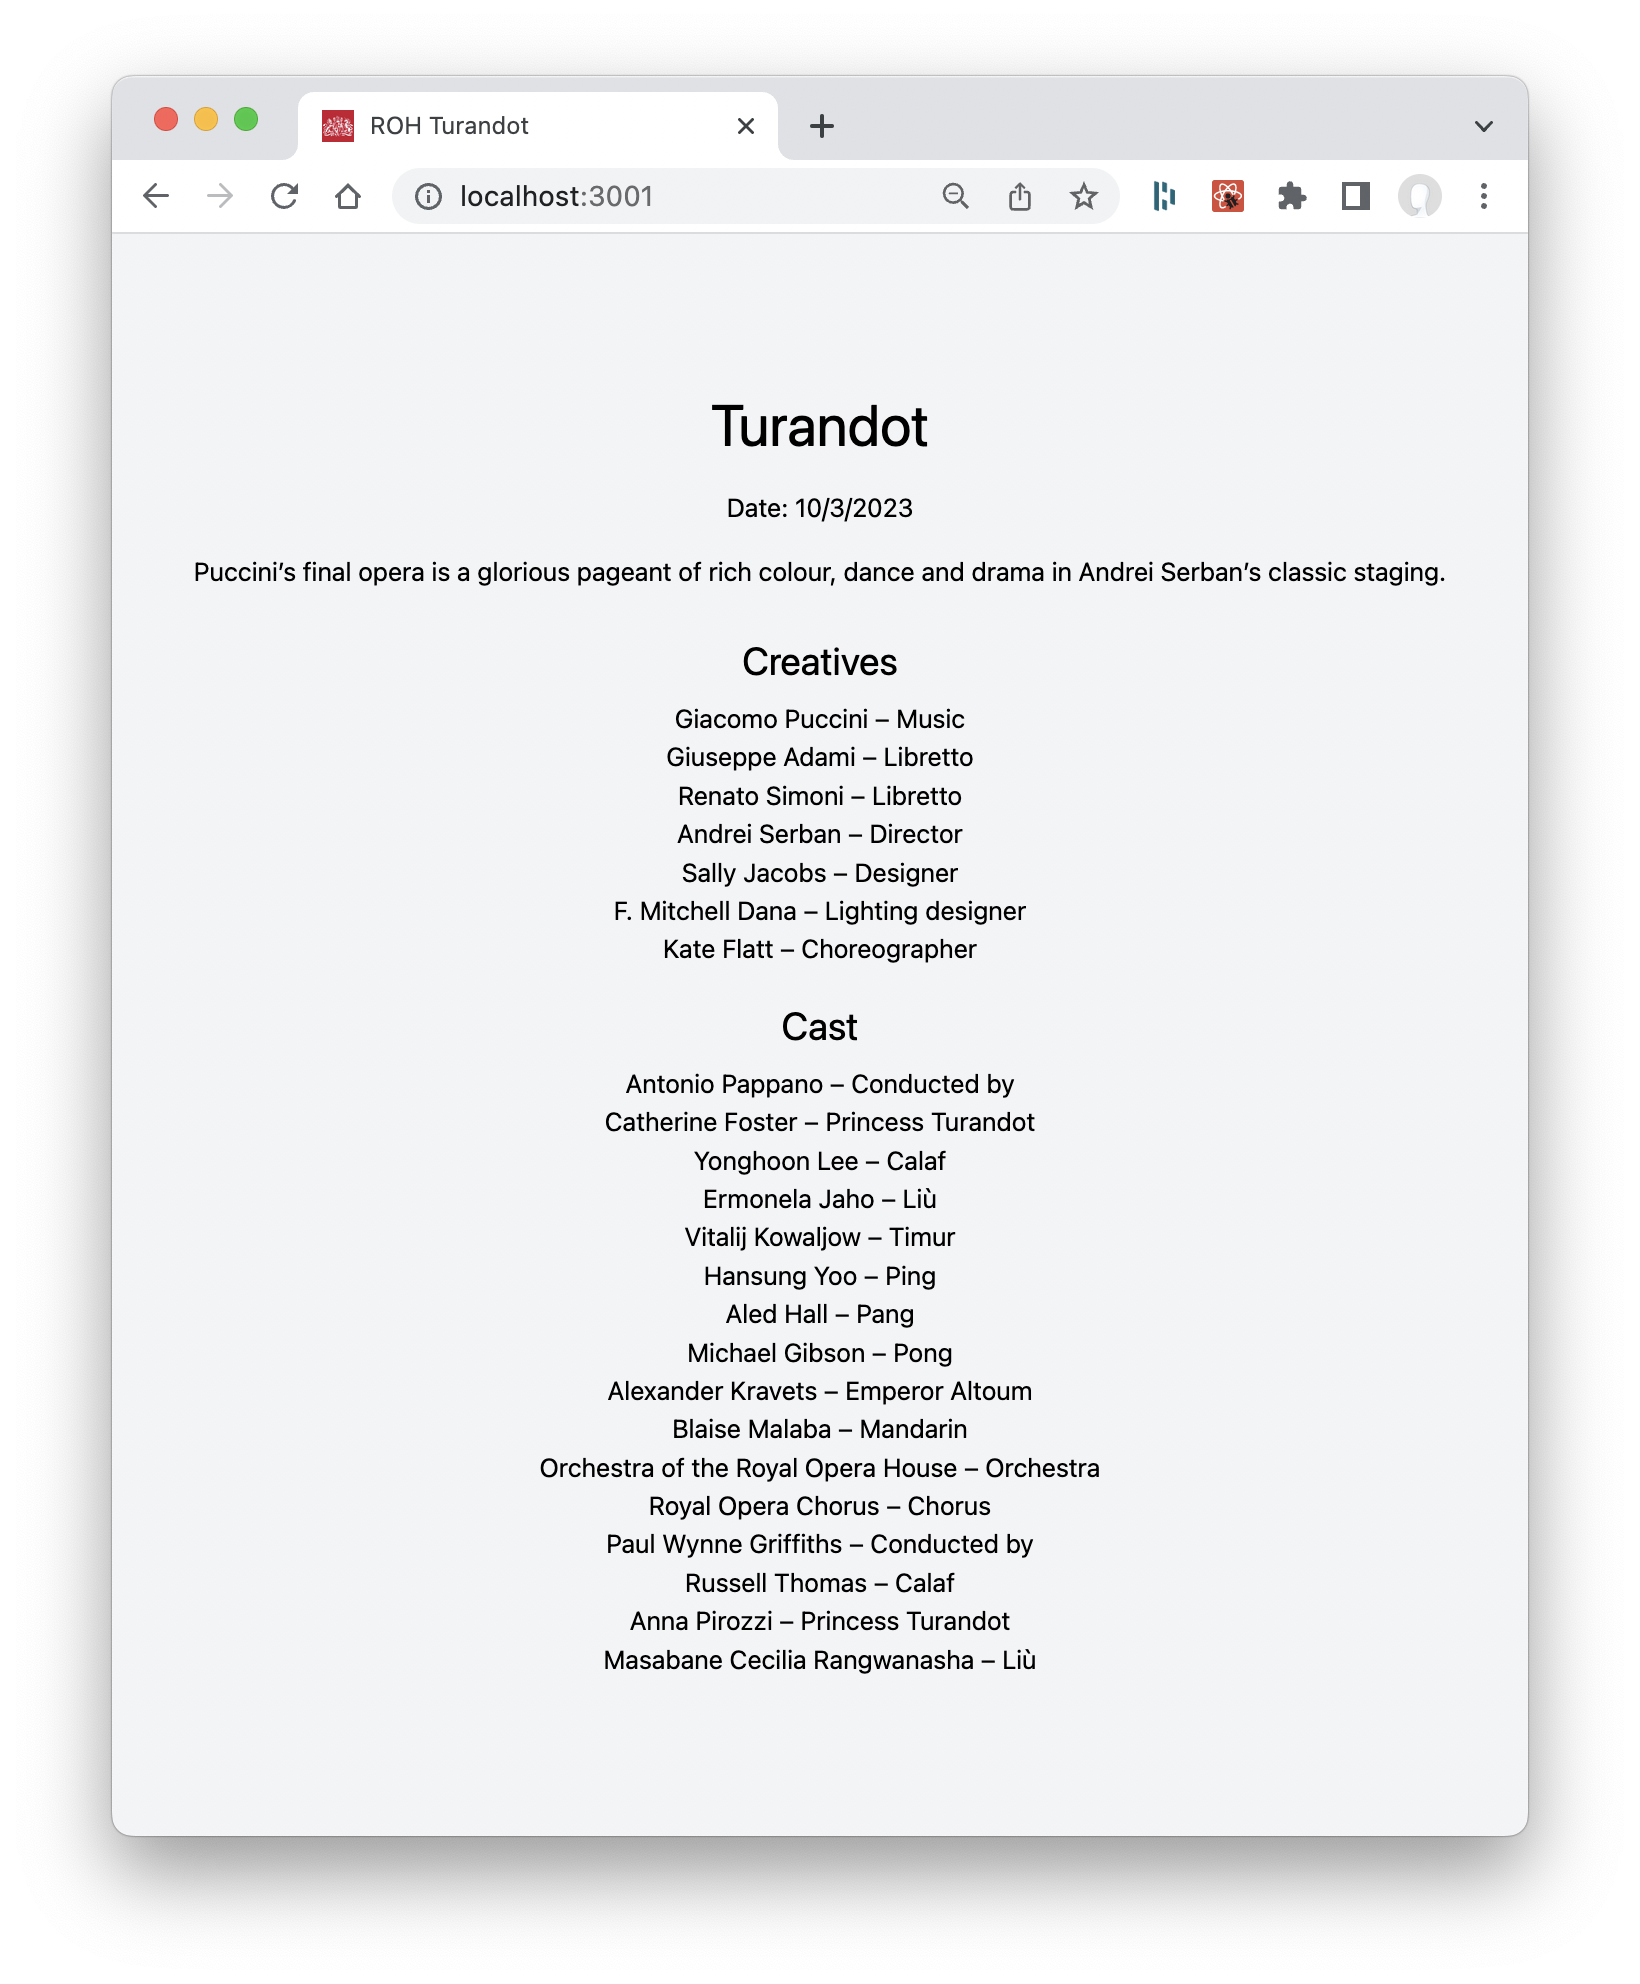 ROH Turandot
localhost:3001
Turandot
Date: 10/3/2023
Puccini’s final opera is a glorious pageant of rich colour, dance and drama in Andrei Serban’s classic staging.
Creatives
Giacomo Puccini – Music
Giuseppe Adami – Libretto
Renato Simoni – Libretto
Andrei Serban – Director
Sally Jacobs – Designer
F. Mitchell Dana – Lighting designer
Kate Flatt – Choreographer
Cast
Antonio Pappano – Conducted by
Catherine Foster – Princess Turandot
Yonghoon Lee – Calaf
Ermonela Jaho – Liù
Vitalij Kowaljow – Timur
Hansung Yoo – Ping
Aled Hall – Pang
Michael Gibson – Pong
Alexander Kravets – Emperor Altoum
Blaise Malaba – Mandarin
Orchestra of the Royal Opera House – Orchestra
Royal Opera Chorus – Chorus
Paul Wynne Griffiths – Conducted by
Russell Thomas – Calaf
Anna Pirozzi – Princess Turandot
Masabane Cecilia Rangwanasha – Liù